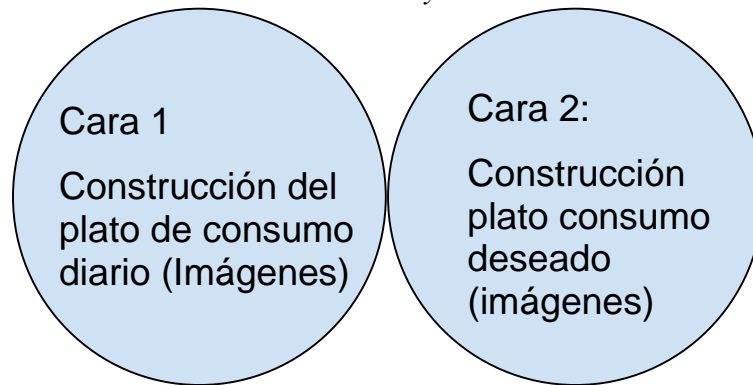 Cara 1
Construcción del
plato de consumo
diario (Imágenes)
Cara 2:
Construcción
plato consumo
deseado
(imágenes)